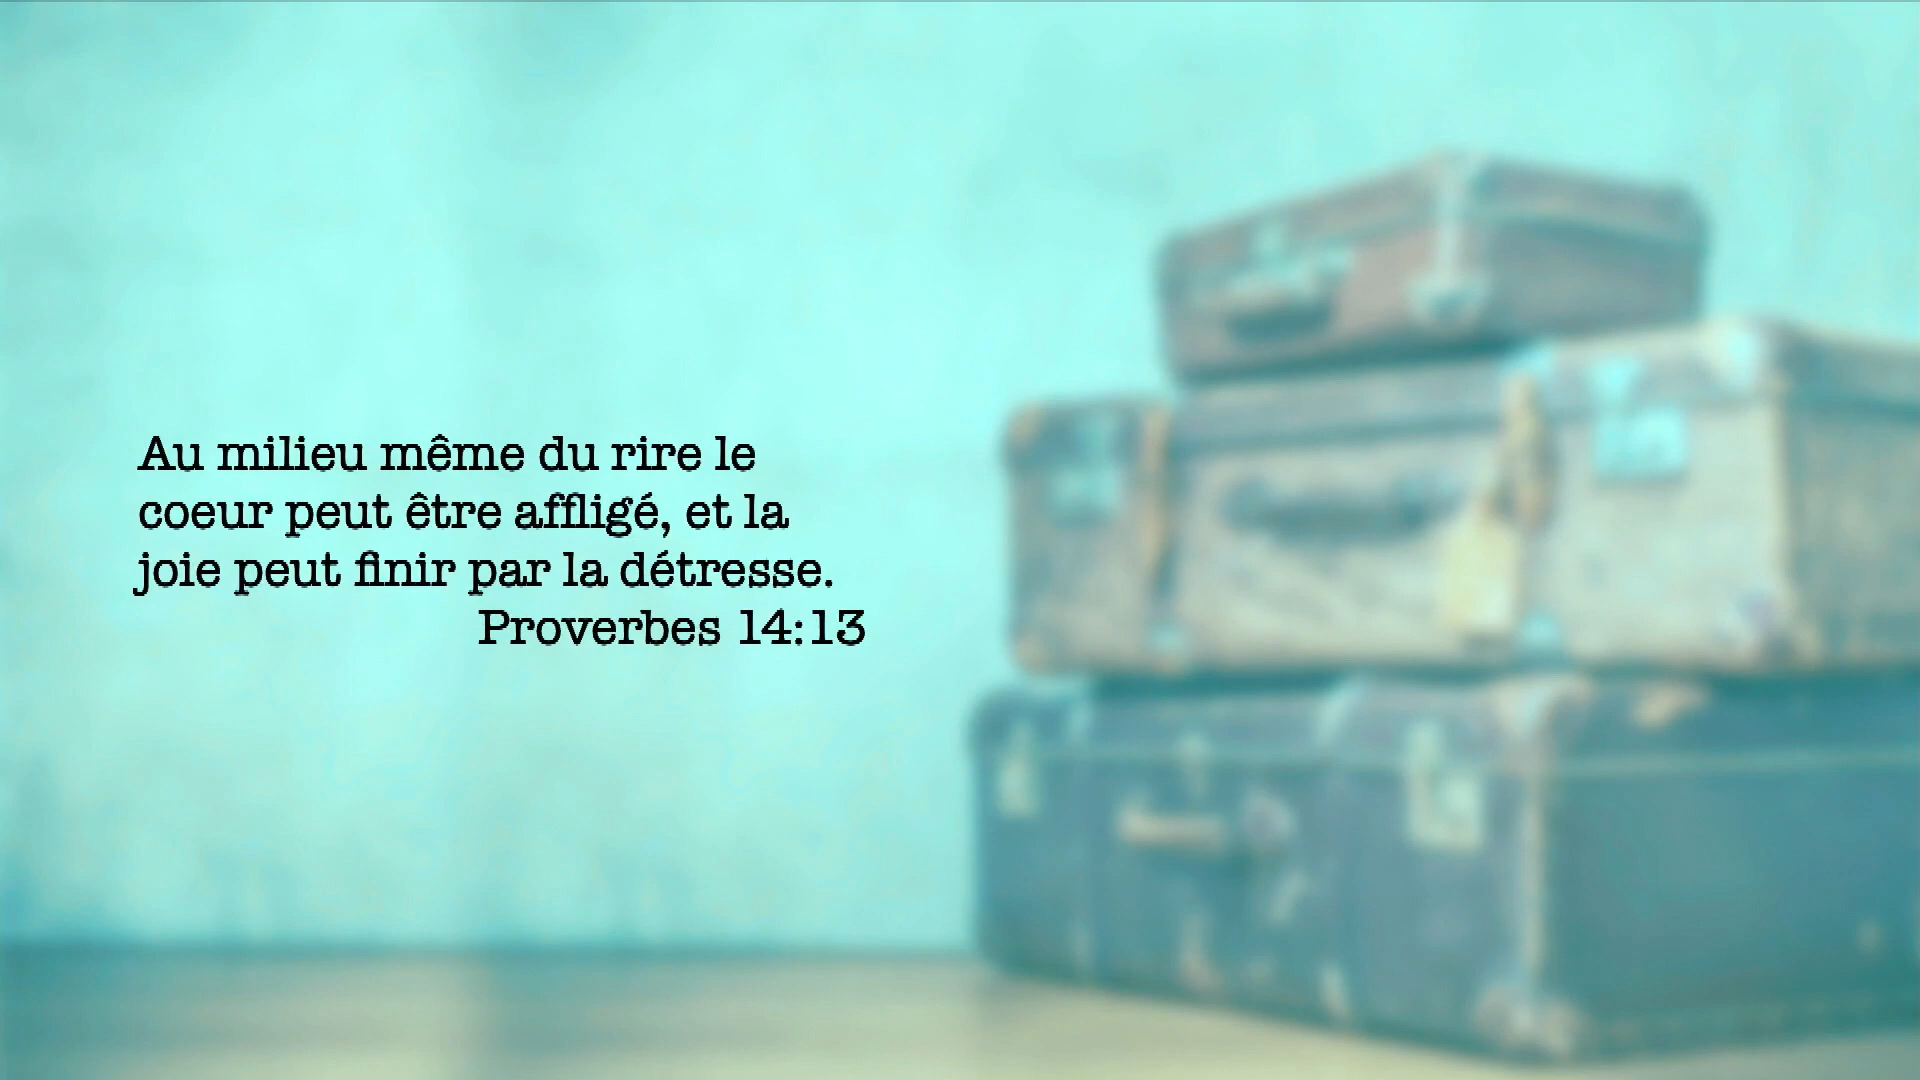 Au milieu même du rire le
coeur peut être affligé, et la
joie peut finir par la détresse.
Proverbes 14:13